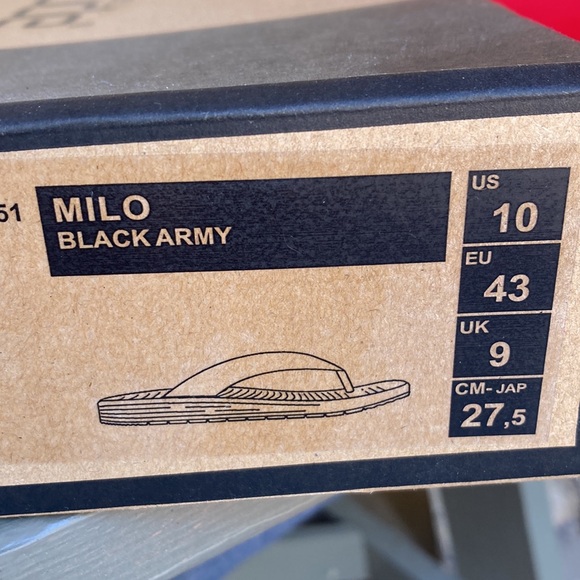 51
MILO
BLACK ARMY
US
10
EU
43
UK
9
CM- JAP
27,5